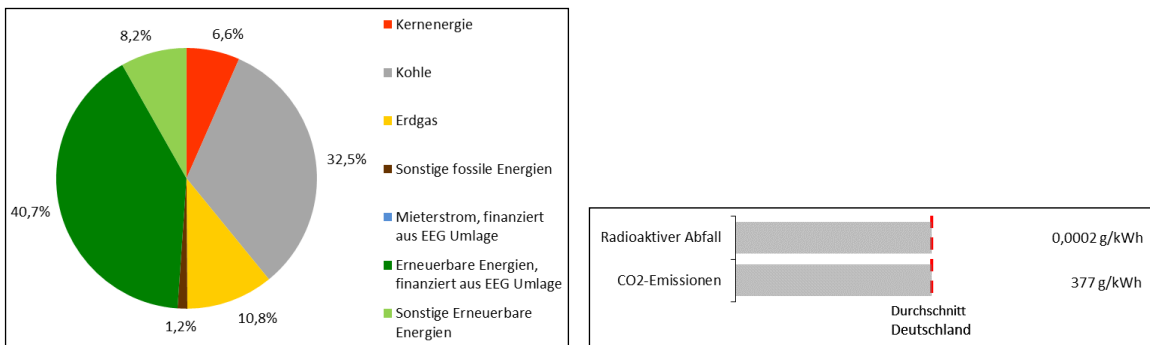 8,2%
6,6%
32,5%
40,7%
1,2%
10,8%
Kernenergie
Kohle
Erdgas
Sonstige fossile Energien
Mieterstrom, finanziert
aus EEG Umlage
Erneuerbare Energien,
finanziert aus EEG Umlage
Sonstige Erneuerbare
Energien
Radioaktiver Abfall
0,0002 g/kWh
CO2-Emissionen
377 g/kWh
Durchschnitt
Deutschland